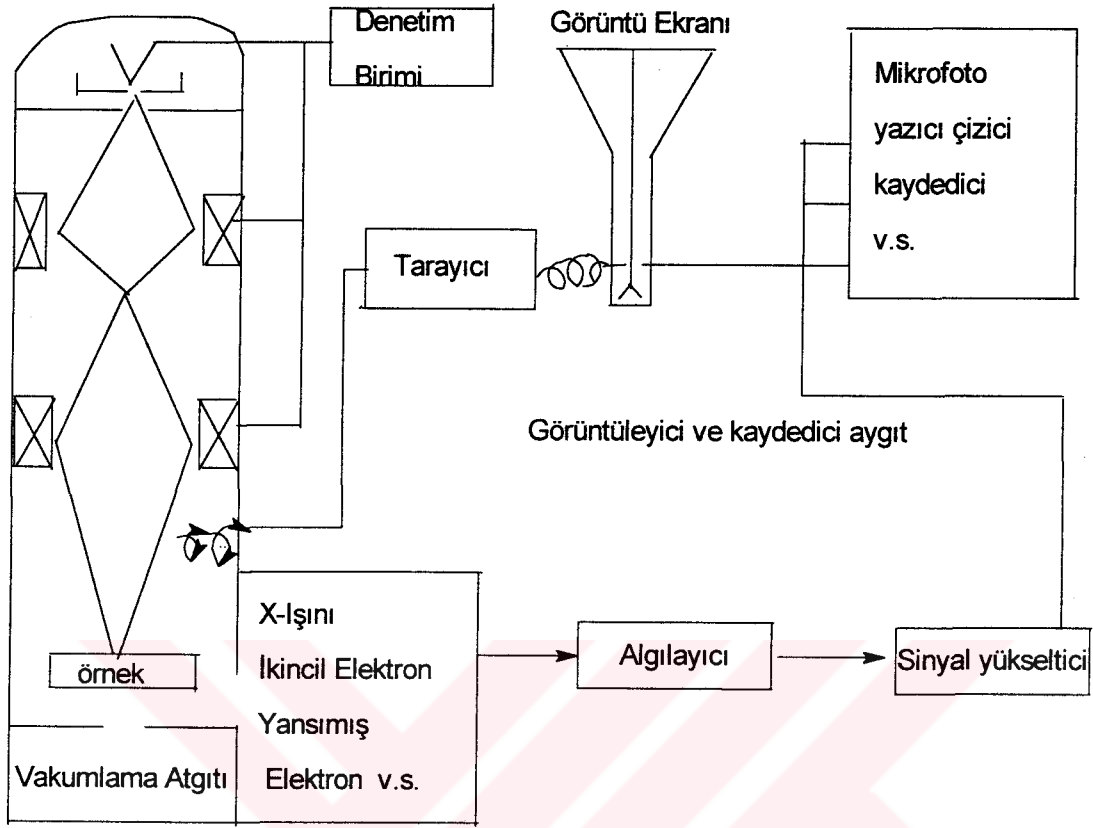 Denetim
Birimi
Görüntü Ekranı
Mikrofoto
yazıcı çizici
kaydedici
v.s.
Tarayıcı
Görüntüleyici ve kaydedici aygıt
X-Işını
İkincil Elektron
Yansımış
Elektron v.s.
Algılayıcı
Sinyal yükseltici
örnek
Vakumlama Atgıtı